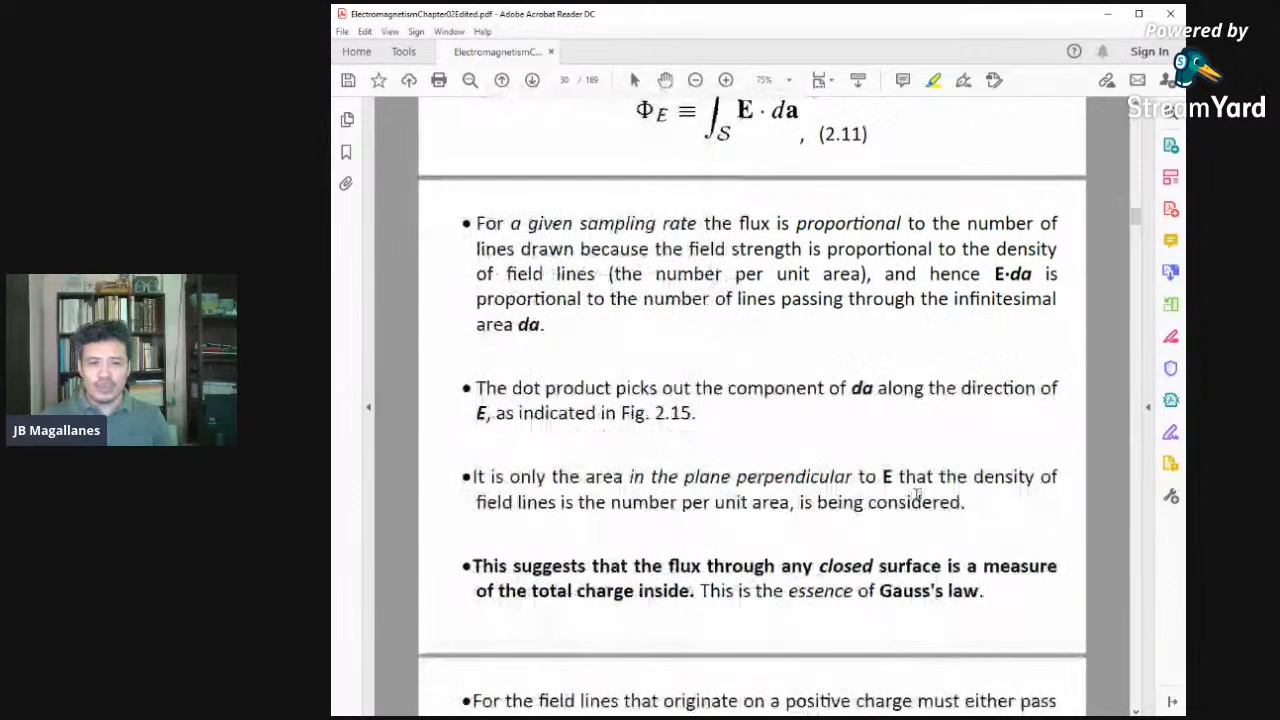 ElectromagnetismChapter02Edited.pdf - Adobe Acrobat Reader DC
File Edit View Sign Window Help
Home Tools ElectromagnetismC... × Sign In
30 / 169 75%
Powered by
StreamYard
Φ_E ≡ ∫_S E · da , (2.11)
• For a given sampling rate the flux is proportional to the number of
lines drawn because the field strength is proportional to the density
of field lines (the number per unit area), and hence E·da is
proportional to the number of lines passing through the infinitesimal
area da.
• The dot product picks out the component of da along the direction of
E, as indicated in Fig. 2.15.
•It is only the area in the plane perpendicular to E that the density of
field lines is the number per unit area, is being considered.
•This suggests that the flux through any closed surface is a measure
of the total charge inside. This is the essence of Gauss's law.
•For the field lines that originate on a positive charge must either pass
JB Magallanes